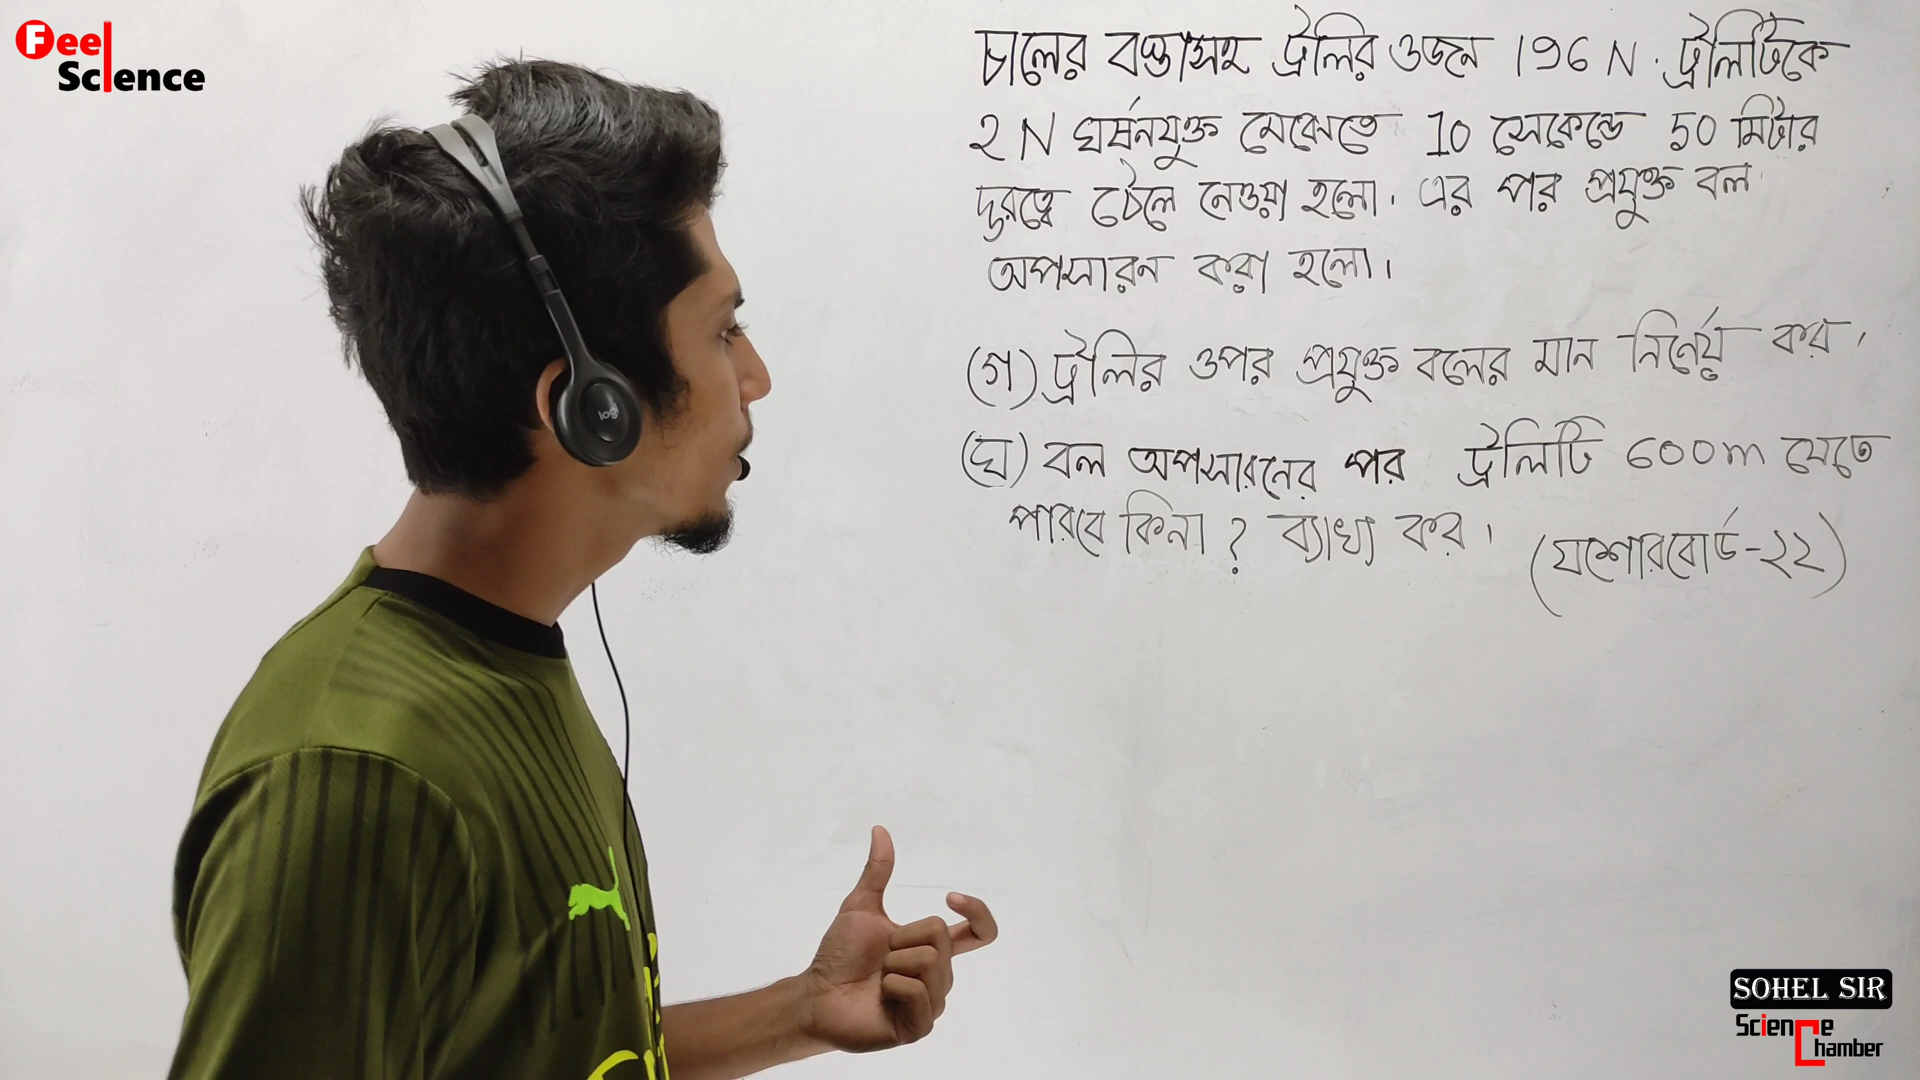 Feel
Science
চালের বস্তাসহ ট্রলির ওজন 196 N. ট্রলিটিকে
2 N ঘর্ষনযুক্ত মেঝেতে 10 সেকেন্ডে 50 মিটার
দূরত্বে ঠেলে নেওয়া হলো। এর পর প্রযুক্ত বল
অপসারন করা হলো।
(গ) ট্রলির ওপর প্রযুক্ত বলের মান নির্ণেয় কর।
(ঘ) বল অপসারনের পর ট্রলিটি 600m যেতে
পারবে কিনা? ব্যাখ্য কর।
(যশোরবোর্ড-২২)
logi
SOHEL SIR
Science
Chamber